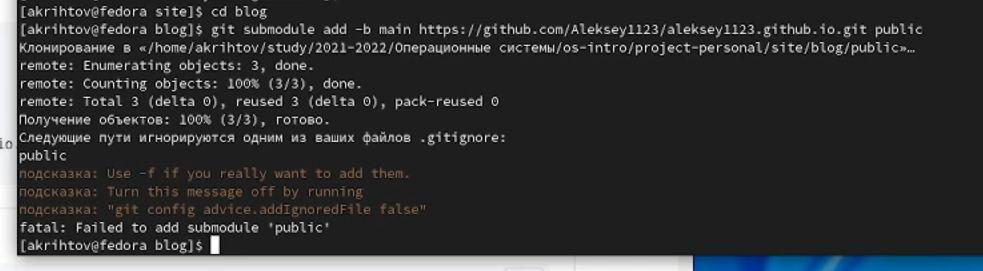 [akrihtov@fedora site]$ cd blog
[akrihtov@fedora blog]$ git submodule add -b main https://github.com/Aleksey1123/aleksey1123.github.io.git public
Клонирование в «/home/akrihtov/study/2021-2022/Операционные системы/os-intro/project-personal/site/blog/public»…
remote: Enumerating objects: 3, done.
remote: Counting objects: 100% (3/3), done.
remote: Total 3 (delta 0), reused 3 (delta 0), pack-reused 0
Получение объектов: 100% (3/3), готово.
Следующие пути игнорируются одним из ваших файлов .gitignore:
public
подсказка: Use -f if you really want to add them.
подсказка: Turn this message off by running
подсказка: "git config advice.addIgnoredFile false"
fatal: Failed to add submodule 'public'
[akrihtov@fedora blog]$